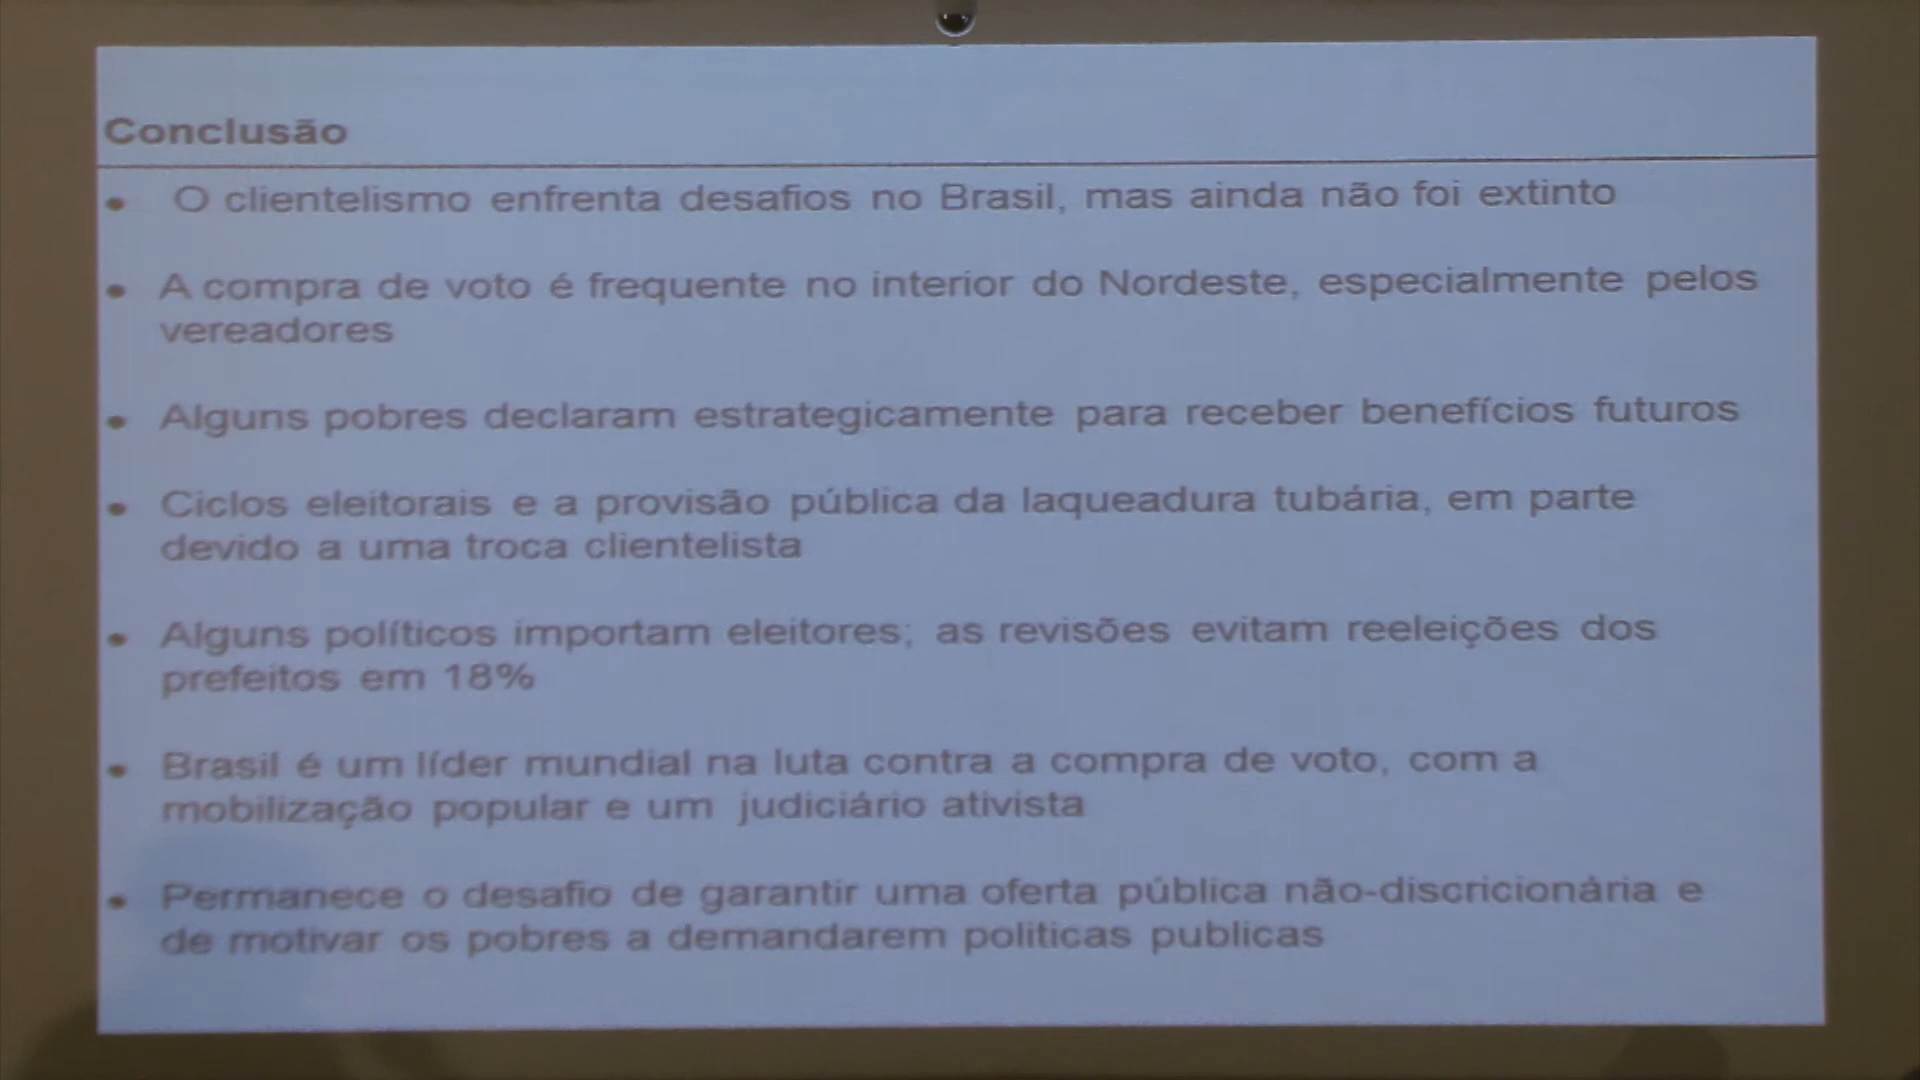 Conclusão
• O clientelismo enfrenta desafios no Brasil, mas ainda não foi extinto
• A compra de voto é frequente no interior do Nordeste, especialmente pelos
vereadores
• Alguns pobres declaram estrategicamente para receber benefícios futuros
• Ciclos eleitorais e a provisão pública da laqueadura tubária, em parte
devido a uma troca clientelista
• Alguns políticos importam eleitores; as revisões evitam reeleições dos
prefeitos em 18%
• Brasil é um líder mundial na luta contra a compra de voto, com a
mobilização popular e um judiciário ativista
• Permanece o desafio de garantir uma oferta pública não-discricionária e
de motivar os pobres a demandarem politicas publicas